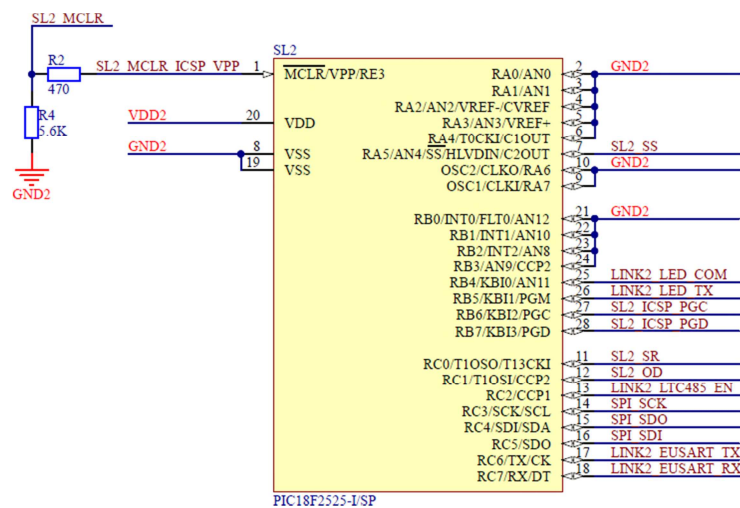 SL2_MCLR
R2
470
SL2_MCLR_ICSP_VPP
R4
5.6K
GND2
VDD2
GND2
SL2
1 MCLR/VPP/RE3
20 VDD
8 VSS
19 VSS
RA0/AN0 2 GND2
RA1/AN1 3
RA2/AN2/VREF-/CVREF 4
RA3/AN3/VREF+ 5
RA4/T0CKI/C1OUT 6
RA5/AN4/SS/HLVDIN/C2OUT 7 SL2_SS
OSC2/CLKO/RA6 10 GND2
OSC1/CLKI/RA7 9
RB0/INT0/FLT0/AN12 21 GND2
RB1/INT1/AN10 22
RB2/INT2/AN8 23
RB3/AN9/CCP2 24
RB4/KBI0/AN11 25 LINK2_LED_COM
RB5/KBI1/PGM 26 LINK2_LED_TX
RB6/KBI2/PGC 27 SL2_ICSP_PGC
RB7/KBI3/PGD 28 SL2_ICSP_PGD
RC0/T1OSO/T13CKI 11 SL2_SR
RC1/T1OSI/CCP2 12 SL2_OD
RC2/CCP1 13 LINK2_LTC485_EN
RC3/SCK/SCL 14 SPI_SCK
RC4/SDI/SDA 15 SPI_SDO
RC5/SDO 16 SPI_SDI
RC6/TX/CK 17 LINK2_EUSART_TX
RC7/RX/DT 18 LINK2_EUSART_RX
PIC18F2525-I/SP